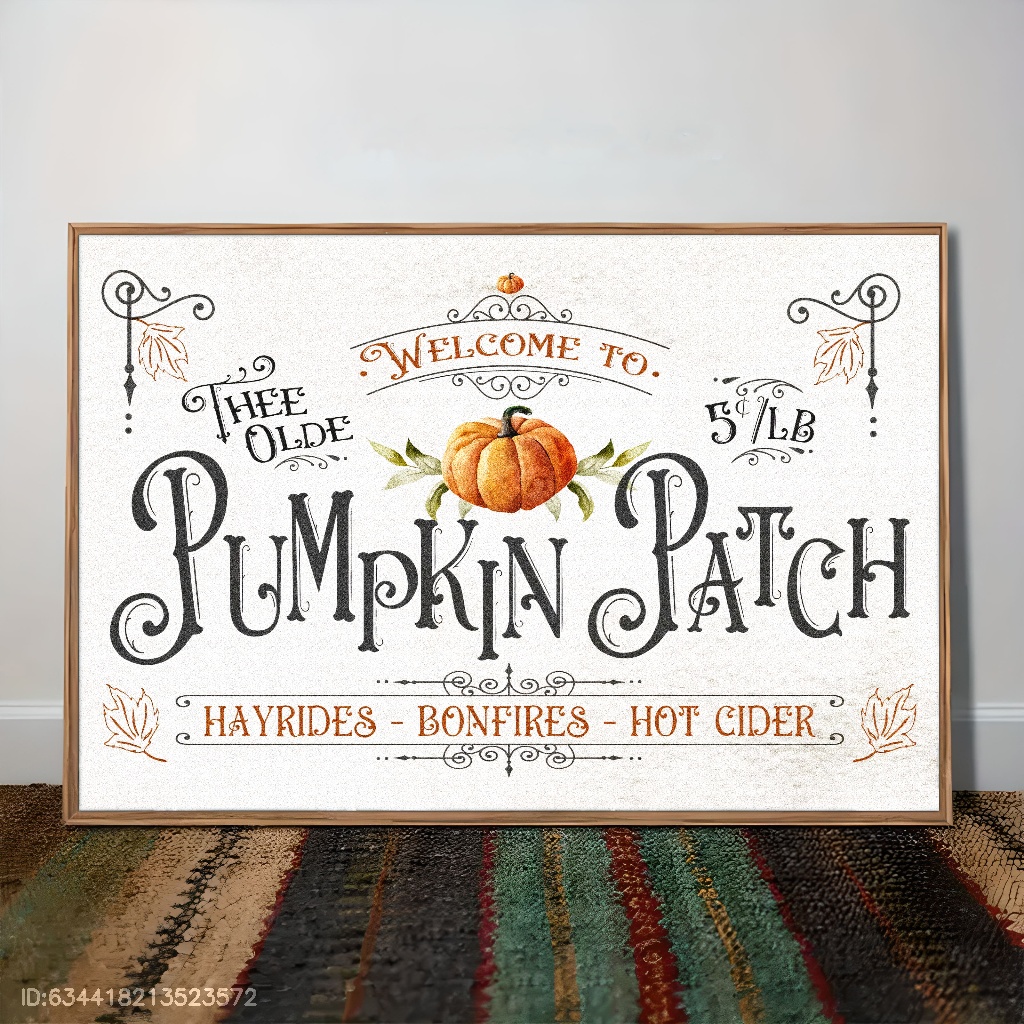 WELCOME TO
THEE
OLDE
5¢/LB
PUMPKIN PATCH
HAYRIDES - BONFIRES - HOT CIDER
ID:634418213523572